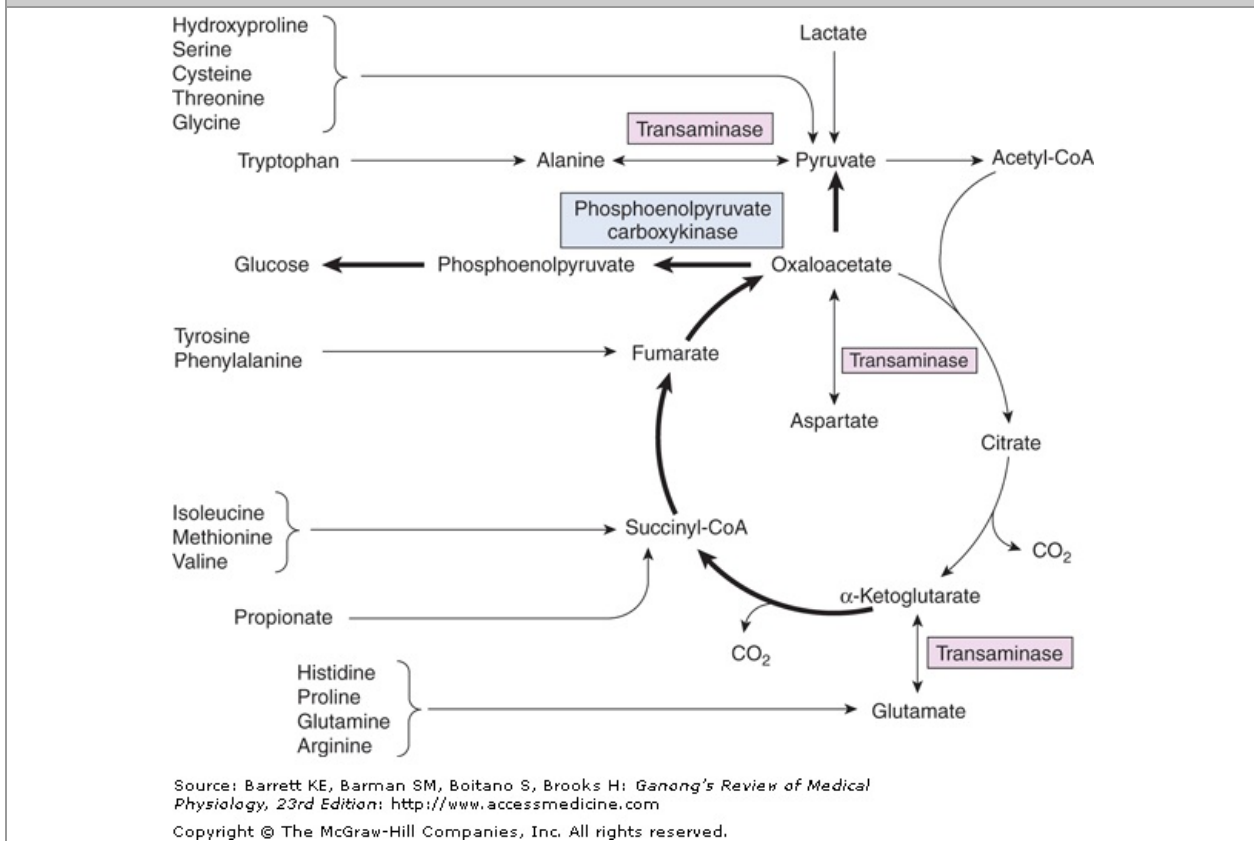 Hydroxyproline
Serine
Cysteine
Threonine
Glycine
Lactate
Transaminase
Tryptophan
Alanine
Pyruvate
Acetyl-CoA
Phosphoenolpyruvate
carboxykinase
Glucose
Phosphoenolpyruvate
Oxaloacetate
Tyrosine
Phenylalanine
Fumarate
Transaminase
Aspartate
Citrate
Isoleucine
Methionine
Valine
Succinyl-CoA
CO₂
α-Ketoglutarate
Propionate
CO₂
Transaminase
Histidine
Proline
Glutamine
Arginine
Glutamate
Source: Barrett KE, Barman SM, Boitano S, Brooks H: Ganong's Review of Medical
Physiology, 23rd Edition: http://www.accessmedicine.com
Copyright © The McGraw-Hill Companies, Inc. All rights reserved.